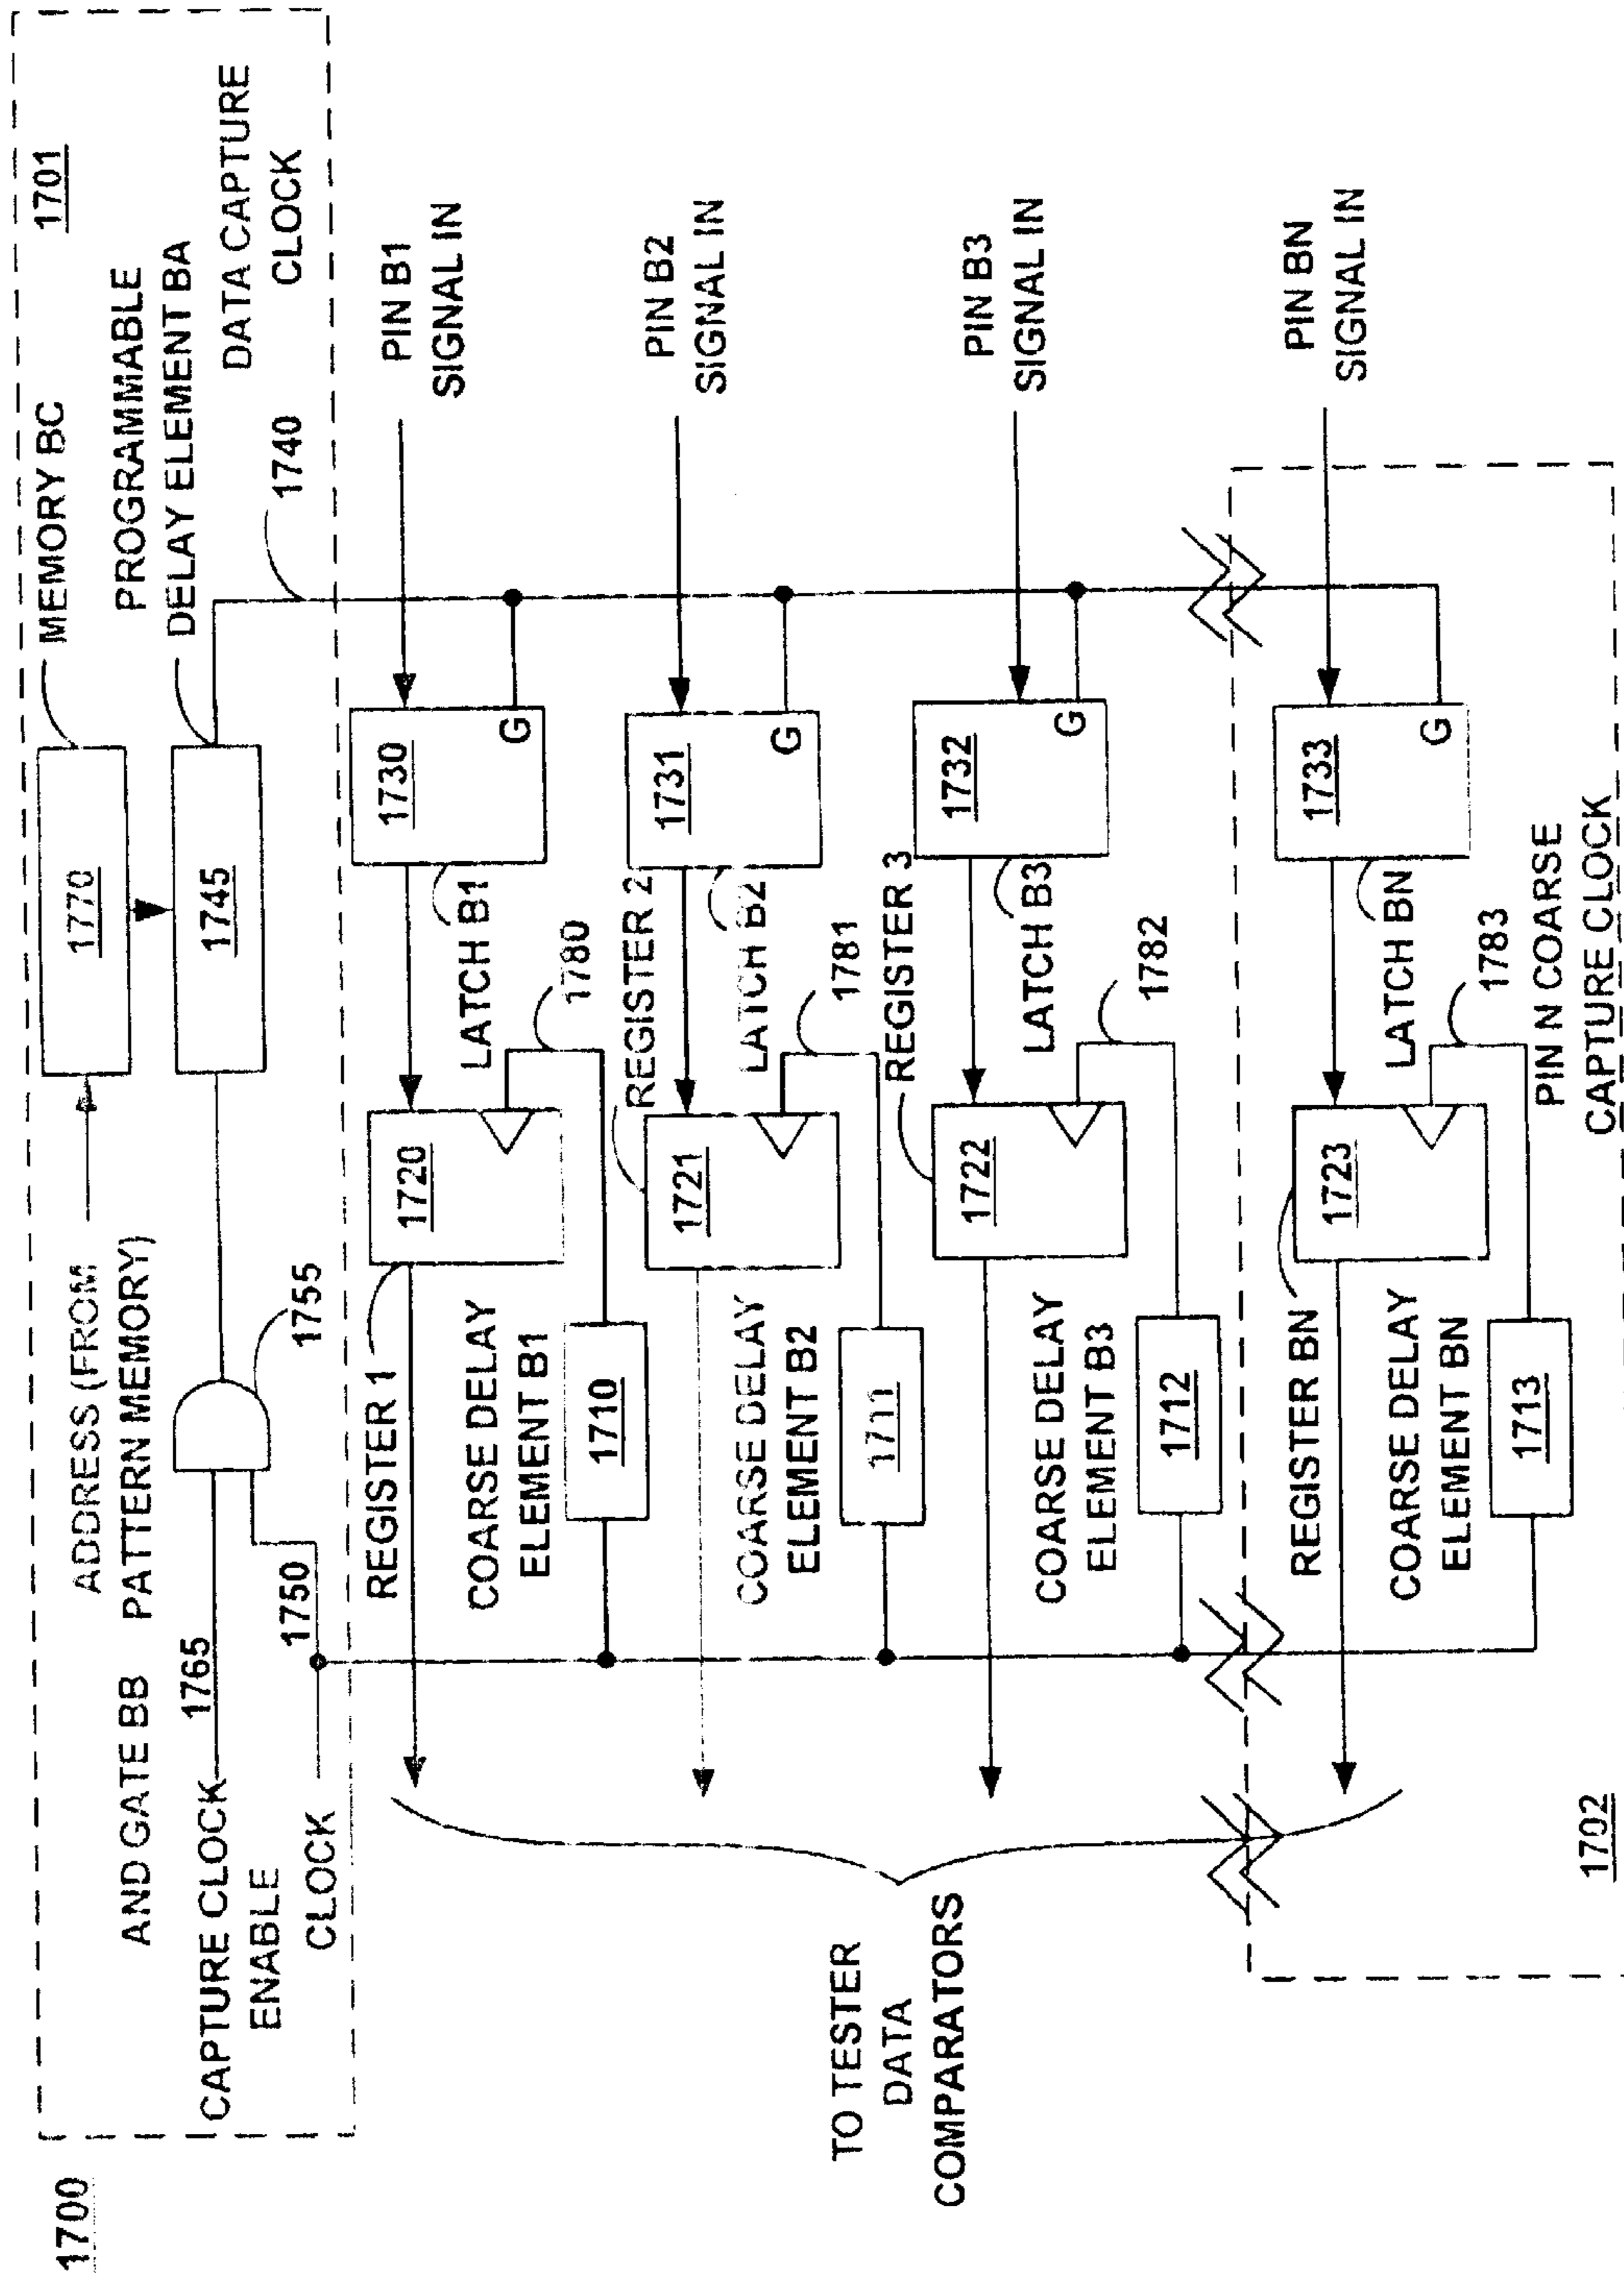 1700
ADDRESS (FROM
PATTERN MEMORY)
AND GATE BB
1765
CAPTURE CLOCK
ENABLE
1750
CLOCK
1755
1770
MEMORY BC
1701
1745
PROGRAMMABLE
DELAY ELEMENT BA
DATA CAPTURE
CLOCK
1740
REGISTER 1
1720
1730
LATCH B1
PIN B1
SIGNAL IN
COARSE DELAY
ELEMENT B1
1710
1780
REGISTER 2
1721
1731
G
LATCH B2
PIN B2
SIGNAL IN
COARSE DELAY
ELEMENT B2
1711
1781
G
REGISTER 3
1722
1732
LATCH B3
PIN B3
SIGNAL IN
COARSE DELAY
ELEMENT B3
1712
1782
G
TO TESTER
DATA
COMPARATORS
REGISTER BN
1723
1733
LATCH BN
PIN BN
SIGNAL IN
COARSE DELAY
ELEMENT BN
1713
1783
G
PIN N COARSE
CAPTURE CLOCK
1702